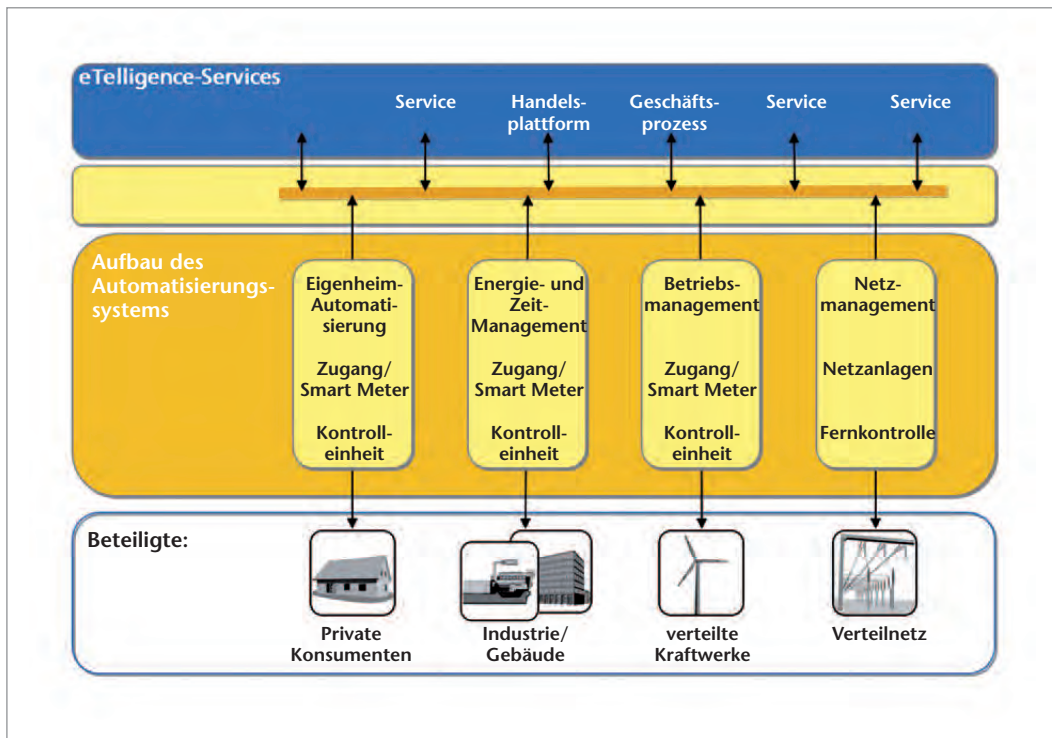 eTelligence-Services
Service
Handels-
plattform
Geschäfts-
prozess
Service
Service
Aufbau des
Automatisierungs-
systems
Eigenheim-
Automati-
sierung
Zugang/
Smart Meter
Kontroll-
einheit
Energie- und
Zeit-
Management
Zugang/
Smart Meter
Kontroll-
einheit
Betriebs-
management
Zugang/
Smart Meter
Kontroll-
einheit
Netz-
management
Netzanlagen
Fernkontrolle
Beteiligte:
Private
Konsumenten
Industrie/
Gebäude
verteilte
Kraftwerke
Verteilnetz